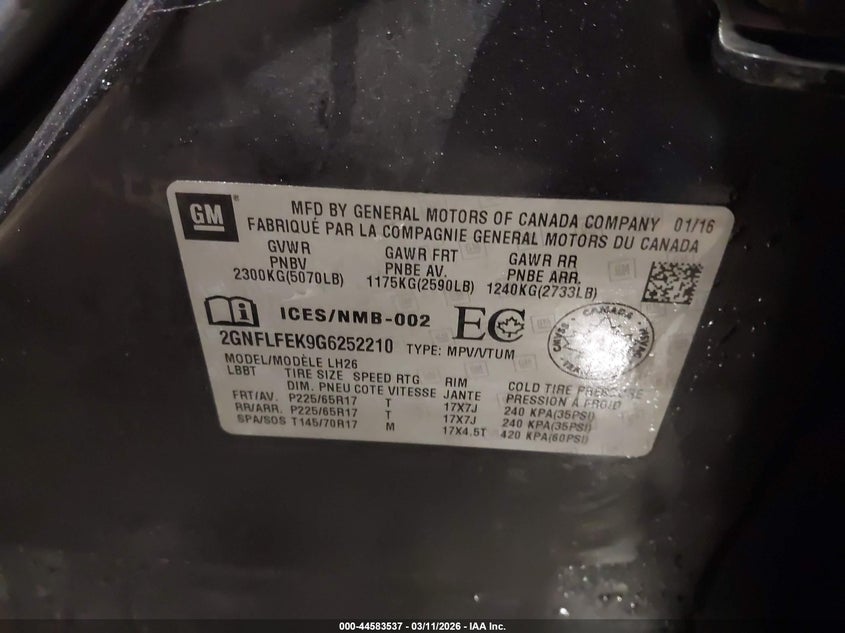 GM
MFD BY GENERAL MOTORS OF CANADA COMPANY 01/16
FABRIQUÉ PAR LA COMPAGNIE GENERAL MOTORS DU CANADA
GVWR GAWR FRT GAWR RR
PNBV PNBE AV. PNBE ARR.
2300KG(5070LB) 1175KG(2590LB) 1240KG(2733LB)
ICES/NMB-002 EC
CANADA
2GNFLFEK9G6252210 TYPE: MPV/VTUM
MODEL/MODÈLE LH26
LBBT TIRE SIZE SPEED RTG RIM COLD TIRE PRESSURE
DIM. PNEU COTE VITESSE JANTE PRESSION À FROID
FRT/AV. P225/65R17 T 17X7J 240 KPA(35PSI)
RR/ARR. P225/65R17 T 17X7J 240 KPA(35PSI)
SPA/SOS T145/70R17 M 17X4.5T 420 KPA(60PSI)
000-44583537 - 03/11/2026 - IAA Inc.